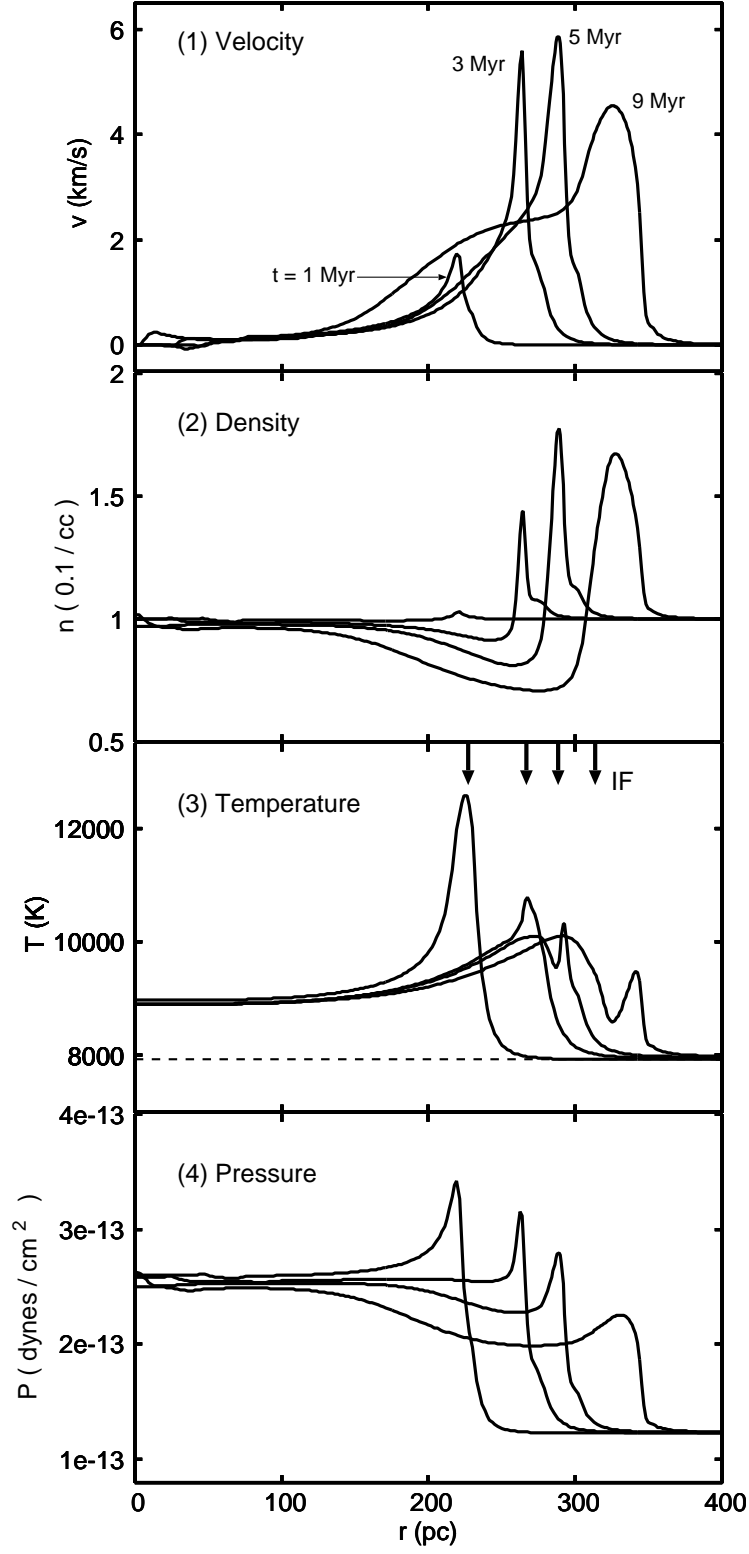 (1) Velocity
5 Myr
3 Myr
9 Myr
t = 1 Myr
6
4
2
0
v (km/s)
(2) Density
2
1.5
1
0.5
n ( 0.1 / cc )
IF
(3) Temperature
12000
10000
8000
T (K)
(4) Pressure
4e-13
3e-13
2e-13
1e-13
P ( dynes / cm 2 )
0 100 200 300 400
r (pc)